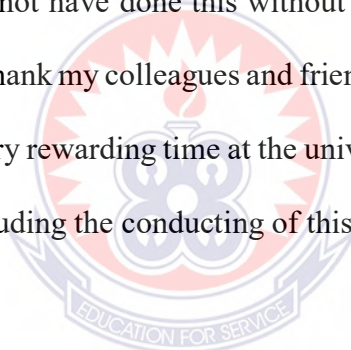 not have done this without
hank my colleagues and frien
ry rewarding time at the univ
uding the conducting of this
EDUCATION FOR SERVICE